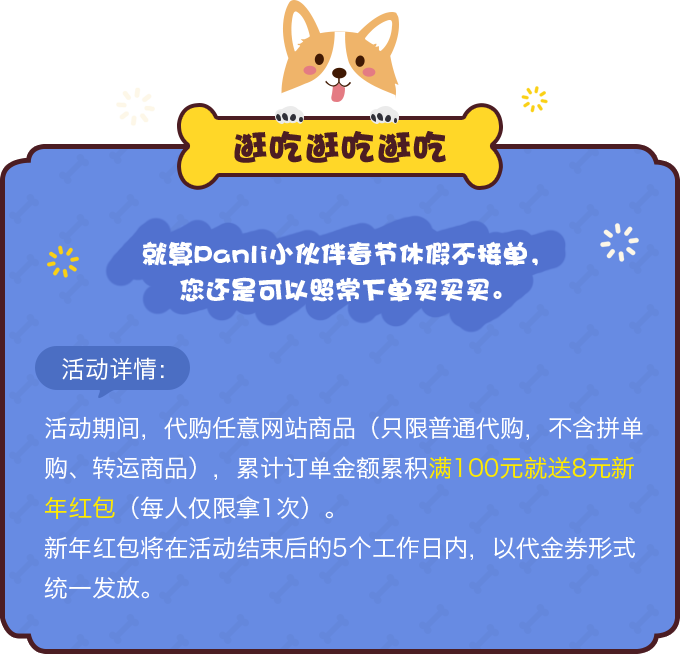 逛吃逛吃逛吃
就算Panli小伙伴春节休假不接单，
您还是可以照常下单买买买。
活动详情：
活动期间，代购任意网站商品（只限普通代购，不含拼单
购、转运商品），累计订单金额累积满100元就送8元新
年红包（每人仅限拿1次）。
新年红包将在活动结束后的5个工作日内，以代金券形式
统一发放。